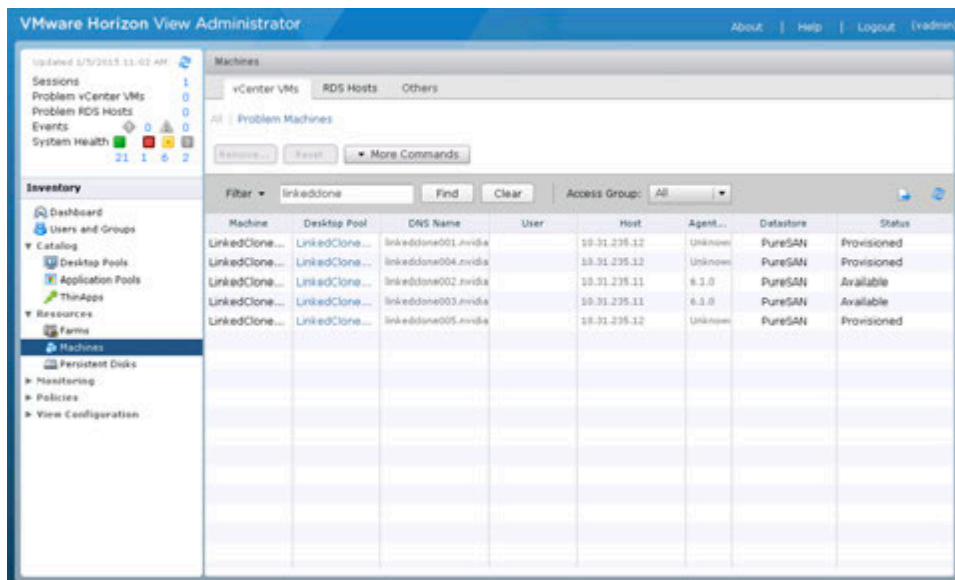 VMware Horizon View Administrator
About | Help | Logout (vadmin
Updated 1/5/2015 11:02 AM
Sessions 1
Problem vCenter VMs 0
Problem RDS Hosts 0
Events 0 0
System Health
21 1 6 2
Inventory
Dashboard
Users and Groups
Catalog
Desktop Pools
Application Pools
ThinApps
Resources
Farms
Machines
Persistent Disks
Monitoring
Policies
View Configuration
Machines
vCenter VMs RDS Hosts Others
All | Problem Machines
Remove... Reset More Commands
Filter linkedclone Find Clear Access Group: All
Machine Desktop Pool DNS Name User Host Agent... Datastore Status
LinkedClone... LinkedClone... linkedclone001.nvidia 10.31.235.12 Unknown PureSAN Provisioned
LinkedClone... LinkedClone... linkedclone004.nvidia 10.31.235.12 Unknown PureSAN Provisioned
LinkedClone... LinkedClone... linkedclone002.nvidia 10.31.235.11 6.1.0 PureSAN Available
LinkedClone... LinkedClone... linkedclone003.nvidia 10.31.235.11 6.1.0 PureSAN Available
LinkedClone... LinkedClone... linkedclone005.nvidia 10.31.235.12 Unknown PureSAN Provisioned